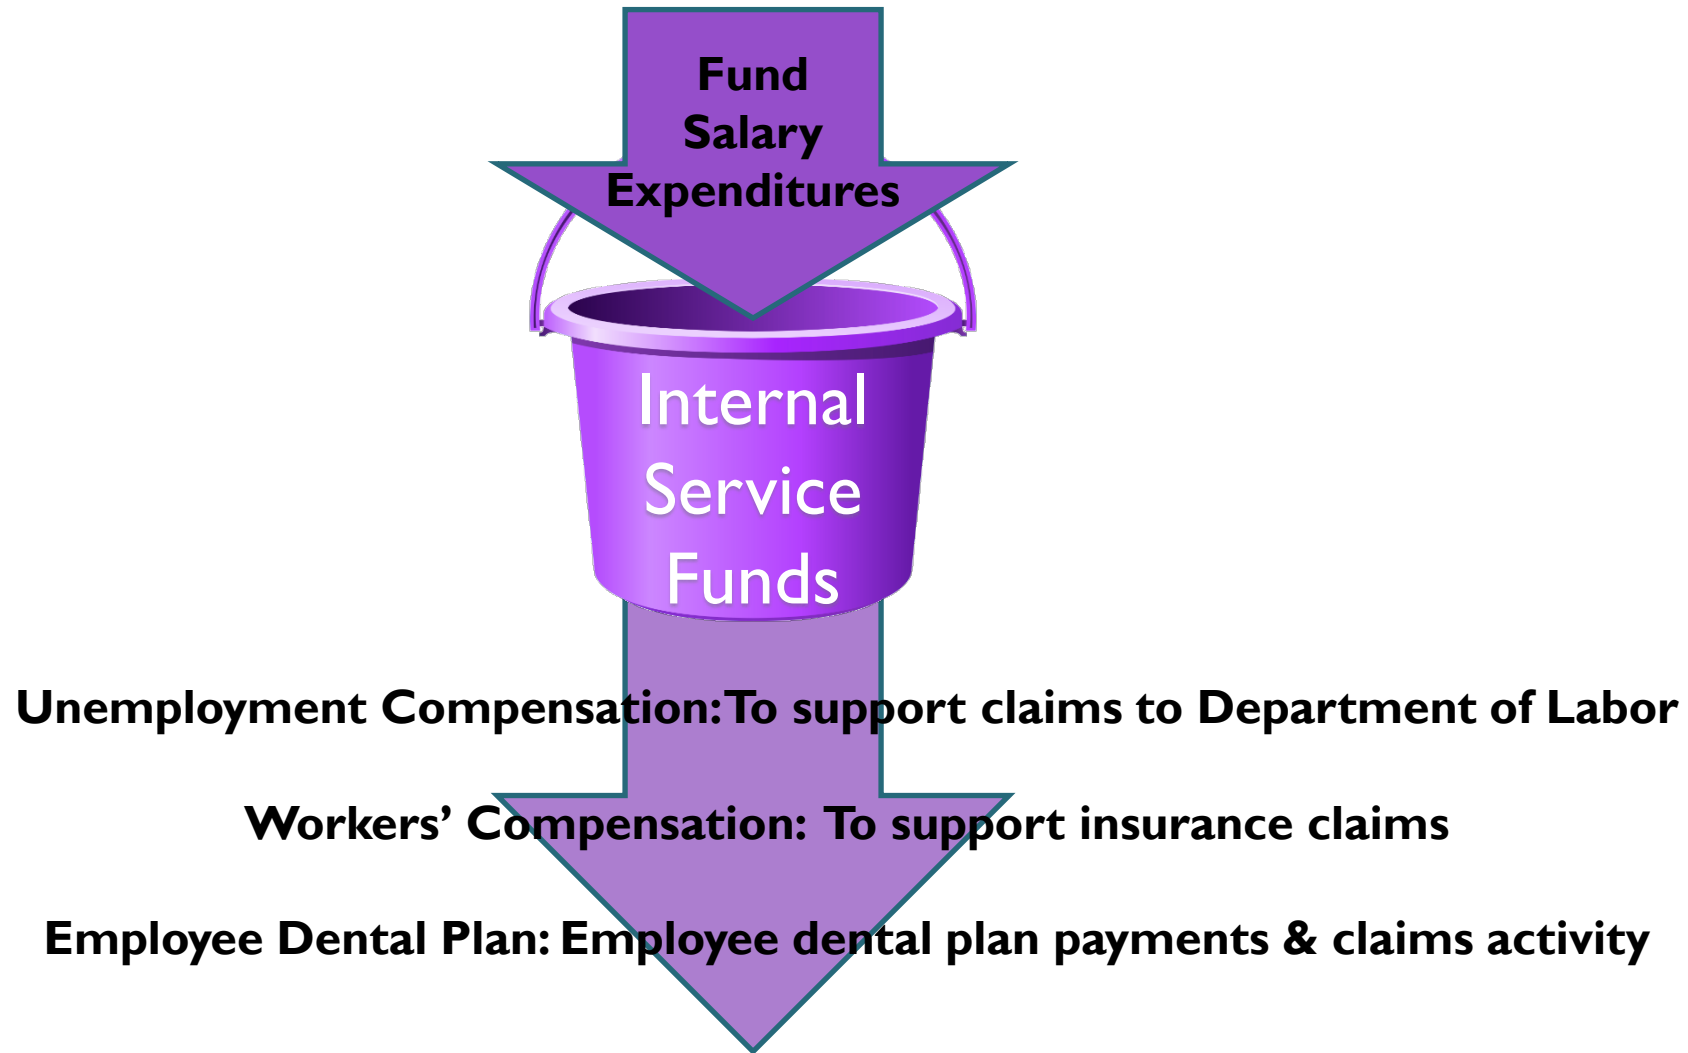 Fund
Salary
Expenditures
Internal
Service
Funds
Unemployment Compensation: To support claims to Department of Labor
Workers’ Compensation: To support insurance claims
Employee Dental Plan: Employee dental plan payments & claims activity